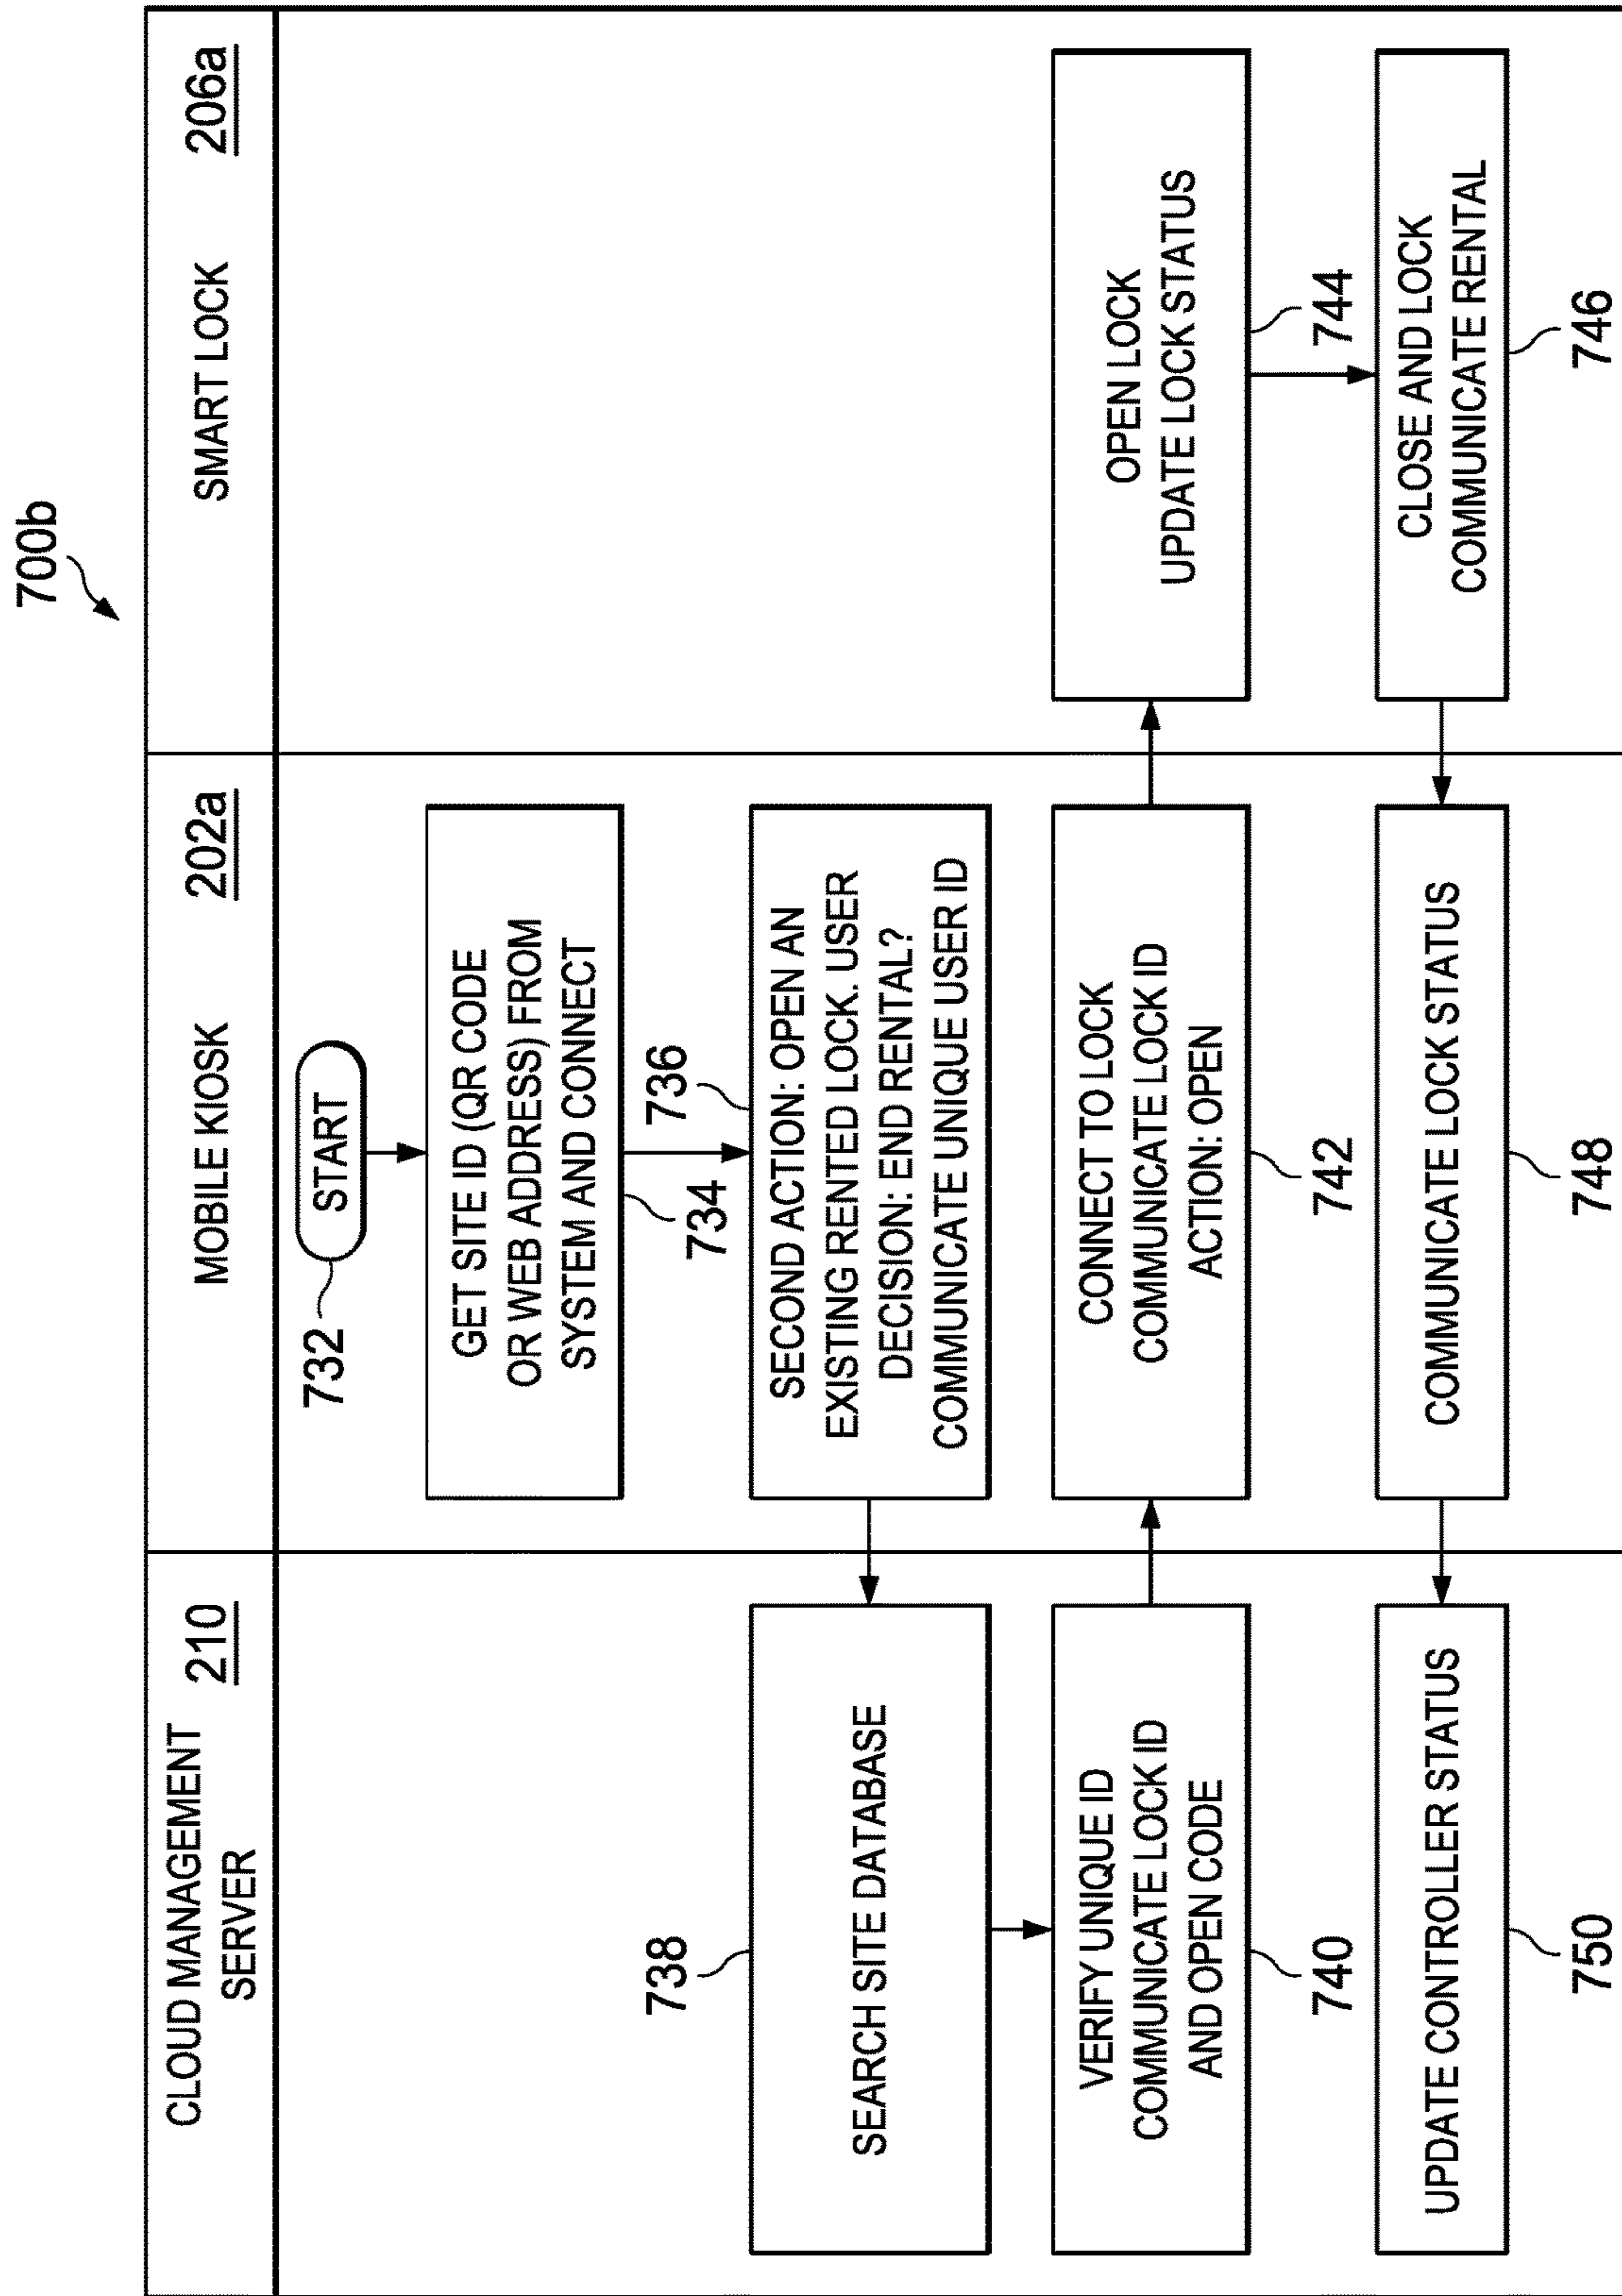 700b
CLOUD MANAGEMENT
SERVER
210
MOBILE KIOSK
202a
SMART LOCK
206a
732
START
GET SITE ID (QR CODE
OR WEB ADDRESS) FROM
SYSTEM AND CONNECT
734
736
SECOND ACTION: OPEN AN
EXISTING RENTED LOCK. USER
DECISION: END RENTAL?
COMMUNICATE UNIQUE USER ID
738
SEARCH SITE DATABASE
VERIFY UNIQUE ID
COMMUNICATE LOCK ID
AND OPEN CODE
740
CONNECT TO LOCK
COMMUNICATE LOCK ID
ACTION: OPEN
742
OPEN LOCK
UPDATE LOCK STATUS
744
CLOSE AND LOCK
COMMUNICATE RENTAL
746
COMMUNICATE LOCK STATUS
748
UPDATE CONTROLLER STATUS
750